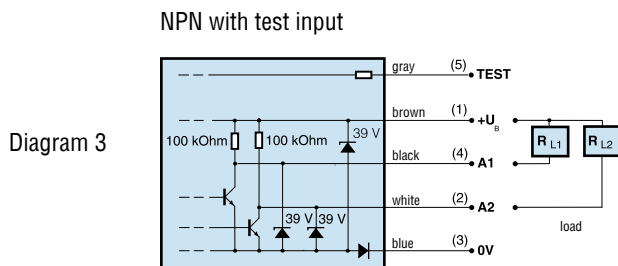 NPN with test input
Diagram 3
gray (5) TEST
brown (1) +UB
100 kOhm 100 kOhm 39 V
black (4) A1
R L1 R L2
white (2) A2
39 V 39 V
load
blue (3) 0V